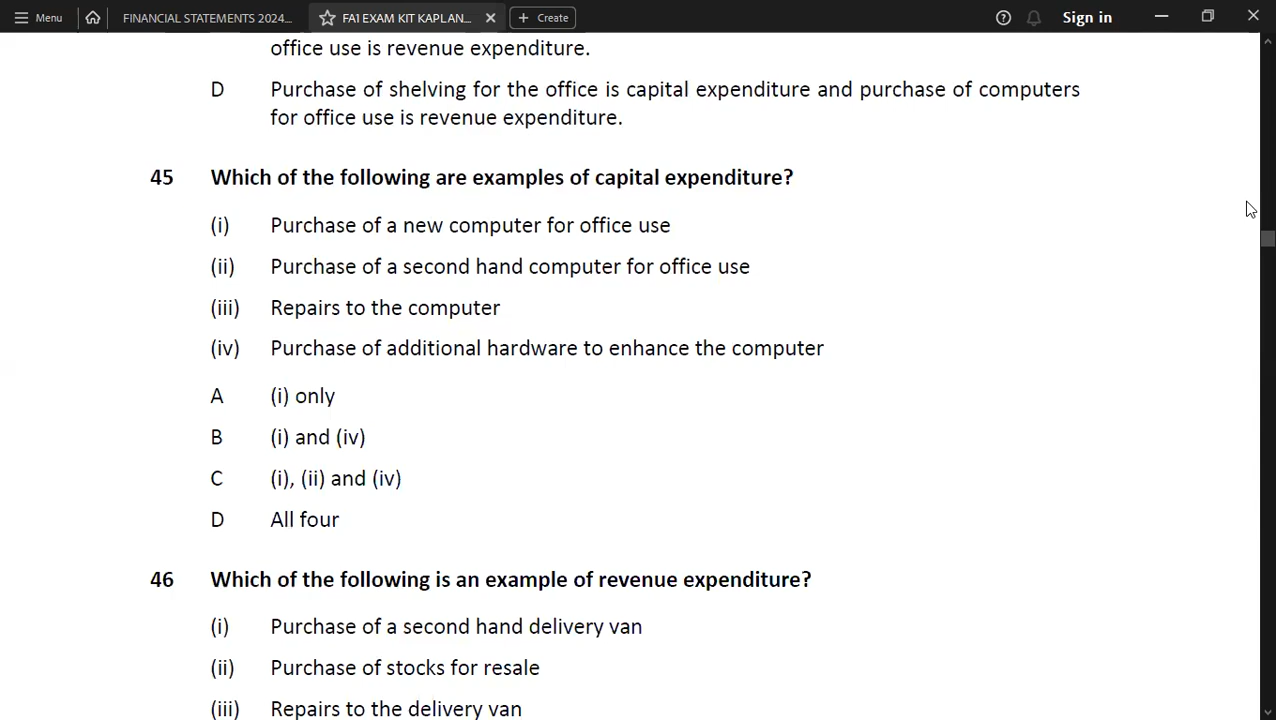 Menu
FINANCIAL STATEMENTS 2024...
FA1 EXAM KIT KAPLAN...
Create
Sign in
office use is revenue expenditure.
D Purchase of shelving for the office is capital expenditure and purchase of computers
for office use is revenue expenditure.
45 Which of the following are examples of capital expenditure?
(i) Purchase of a new computer for office use
(ii) Purchase of a second hand computer for office use
(iii) Repairs to the computer
(iv) Purchase of additional hardware to enhance the computer
A (i) only
B (i) and (iv)
C (i), (ii) and (iv)
D All four
46 Which of the following is an example of revenue expenditure?
(i) Purchase of a second hand delivery van
(ii) Purchase of stocks for resale
(iii) Repairs to the delivery van